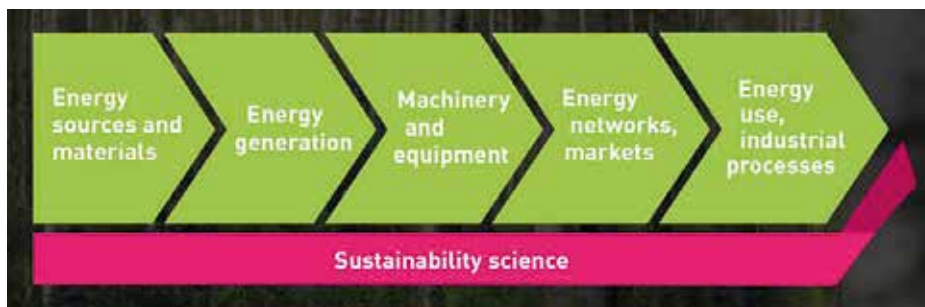 Energy
sources and
materials
Energy
generation
Machinery
and
equipment
Energy
networks,
markets
Energy
use,
industrial
processes
Sustainability science